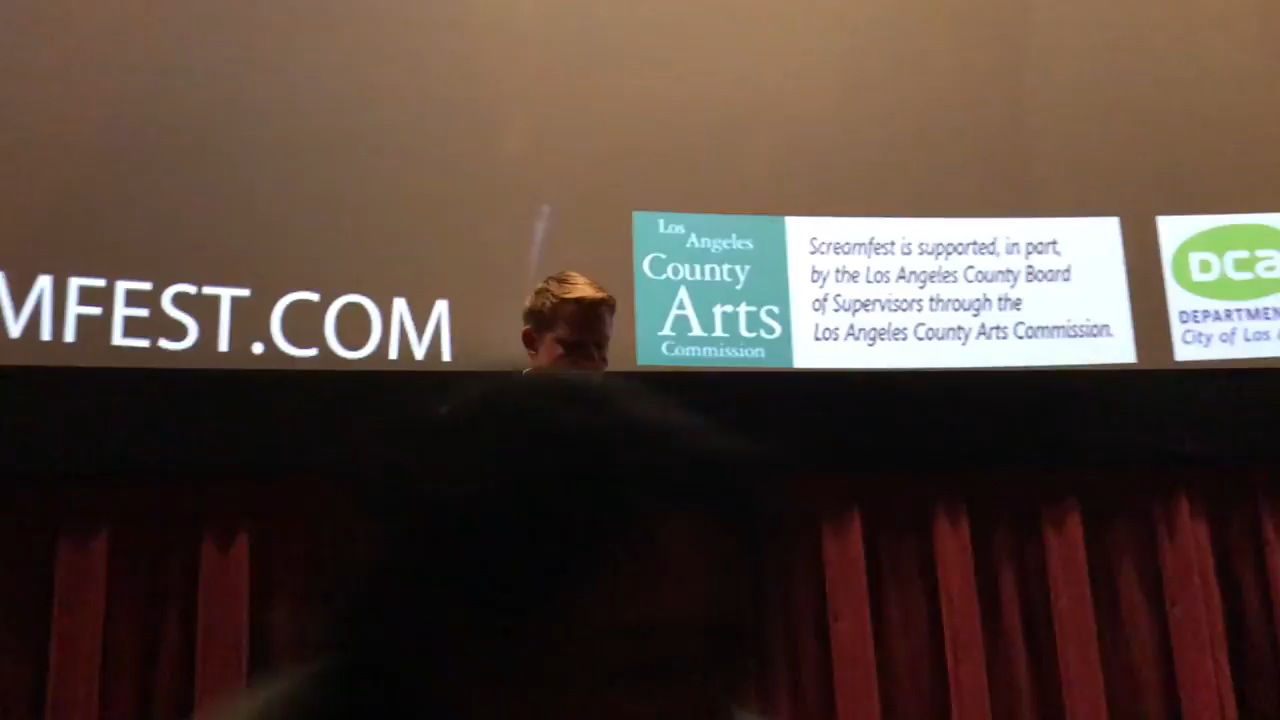 MFEST.COM
Los
Angeles
County
Arts
Commission
Screamfest is supported, in part,
by the Los Angeles County Board
of Supervisors through the
Los Angeles County Arts Commission.
DCa
DEPARTMEN
City of Los